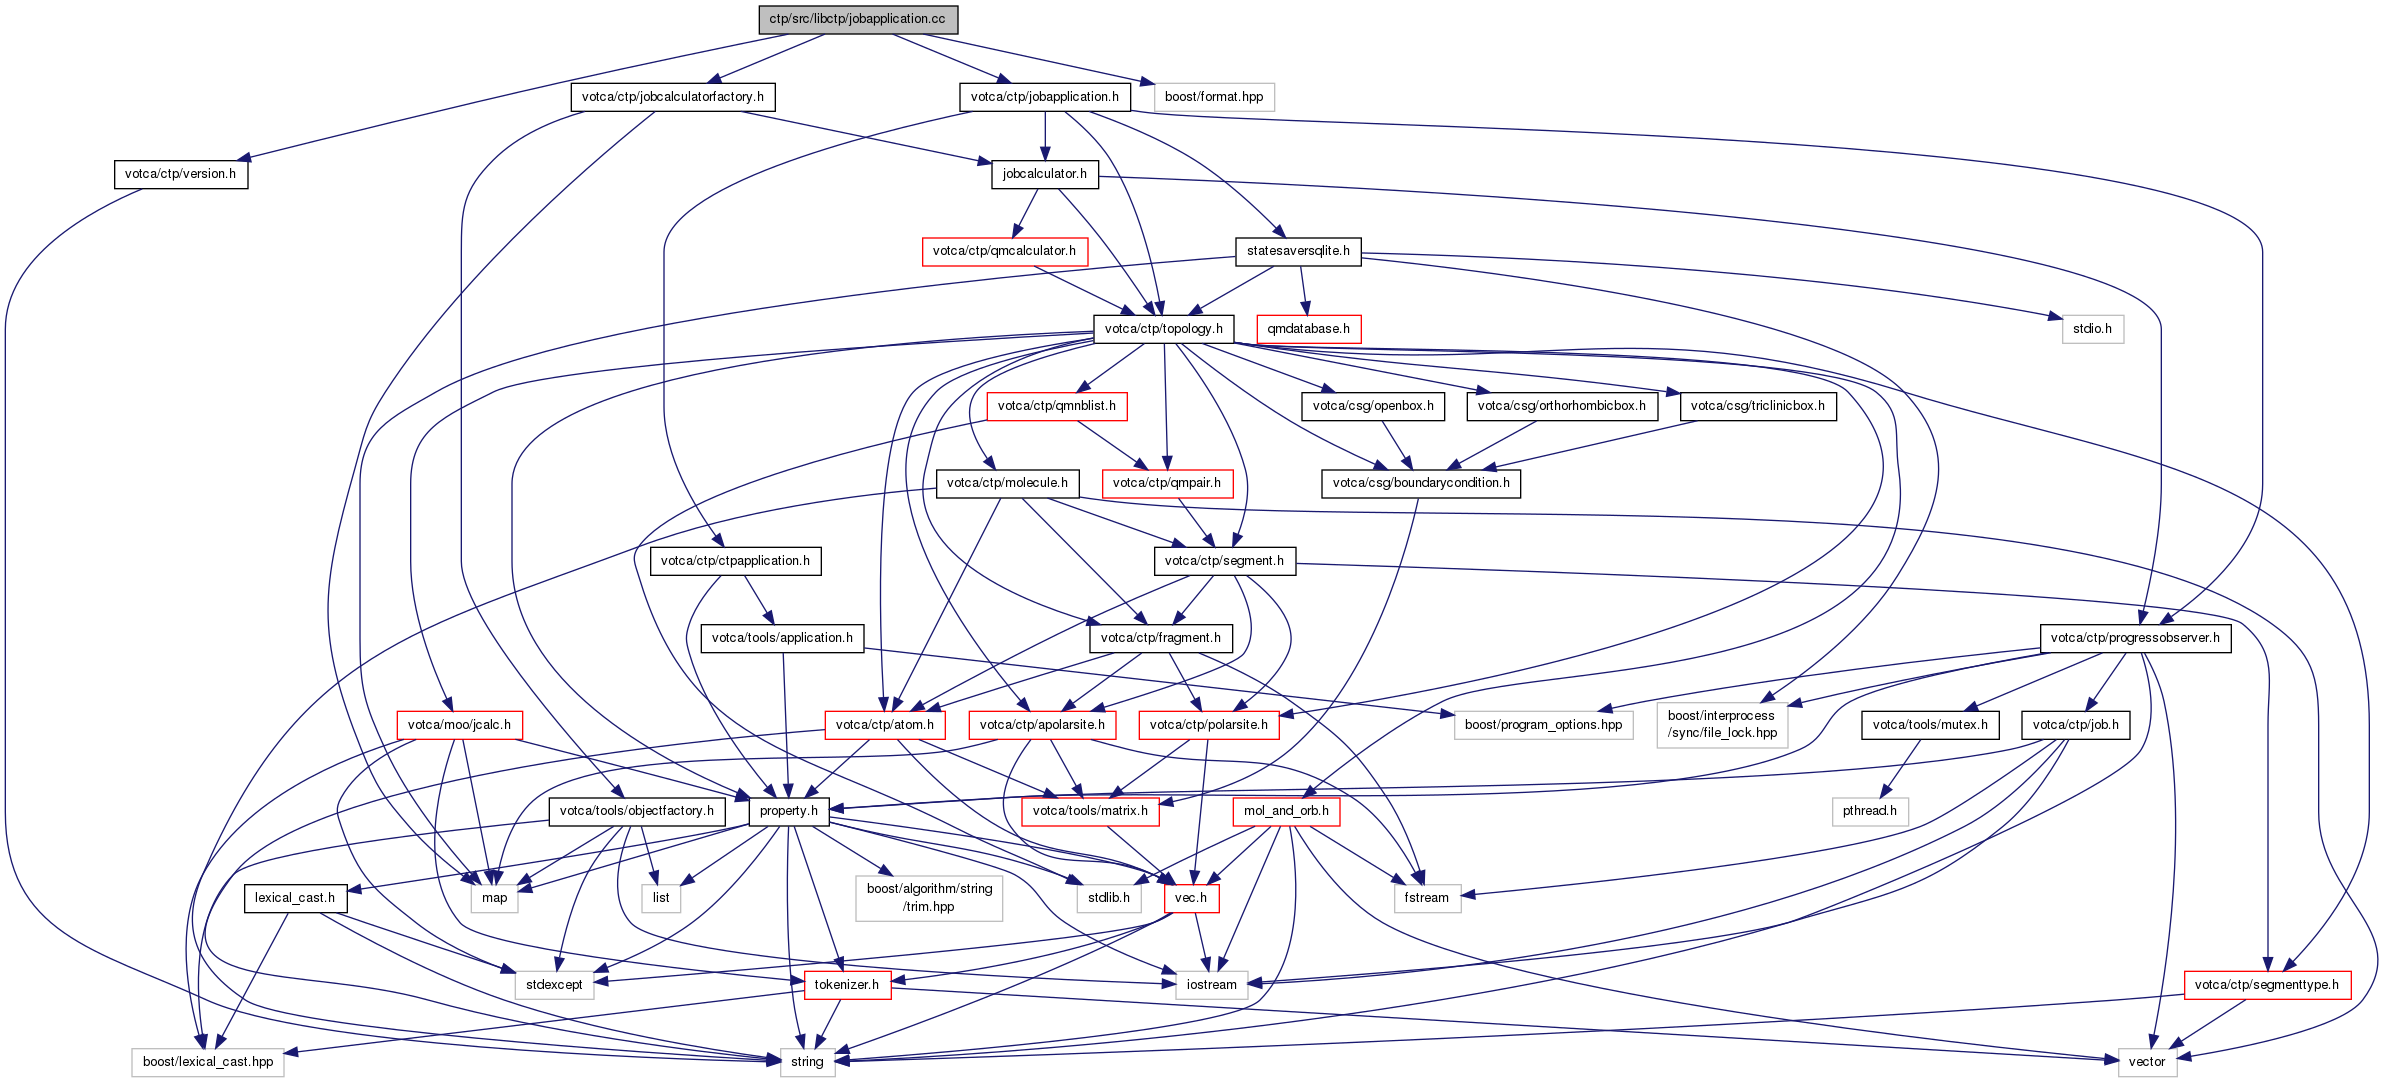 ctp/src/libctp/jobapplication.cc
votca/ctp/jobcalculatorfactory.h
votca/ctp/jobapplication.h
boost/format.hpp
votca/ctp/version.h
jobcalculator.h
votca/ctp/qmcalculator.h
statesaversqlite.h
votca/ctp/topology.h
qmdatabase.h
stdio.h
votca/ctp/qmnblist.h
votca/csg/openbox.h
votca/csg/orthorhombicbox.h
votca/csg/triclinicbox.h
votca/ctp/molecule.h
votca/ctp/qmpair.h
votca/csg/boundarycondition.h
votca/ctp/ctpapplication.h
votca/ctp/segment.h
votca/tools/application.h
votca/ctp/fragment.h
votca/ctp/progressobserver.h
votca/moo/jcalc.h
votca/ctp/atom.h
votca/ctp/apolarsite.h
votca/ctp/polarsite.h
boost/program_options.hpp
boost/interprocess
/sync/file_lock.hpp
votca/tools/mutex.h
votca/ctp/job.h
votca/tools/objectfactory.h
property.h
votca/tools/matrix.h
mol_and_orb.h
pthread.h
lexical_cast.h
map
list
boost/algorithm/string
/trim.hpp
stdlib.h
vec.h
fstream
stdexcept
tokenizer.h
iostream
votca/ctp/segmenttype.h
boost/lexical_cast.hpp
string
vector